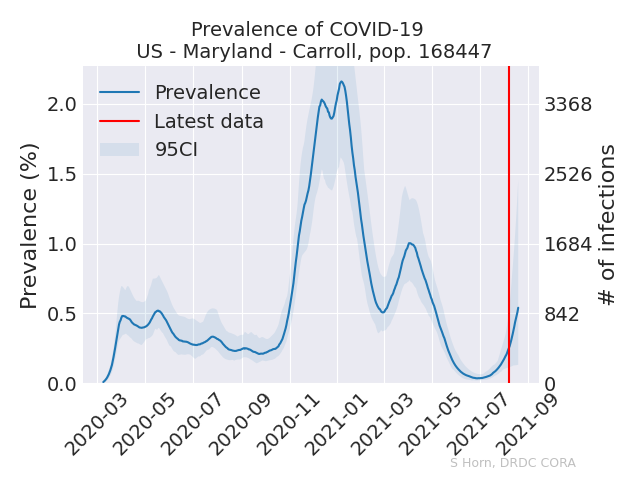 Prevalence of COVID-19
US - Maryland - Carroll, pop. 168447
Prevalence
Latest data
95CI
Prevalence (%)
2.0
1.5
1.0
0.5
0.0
3368
2526
1684
842
0
# of infections
2020-03
2020-05
2020-07
2020-09
2020-11
2021-01
2021-03
2021-05
2021-07
2021-09
S Horn, DRDC CORA